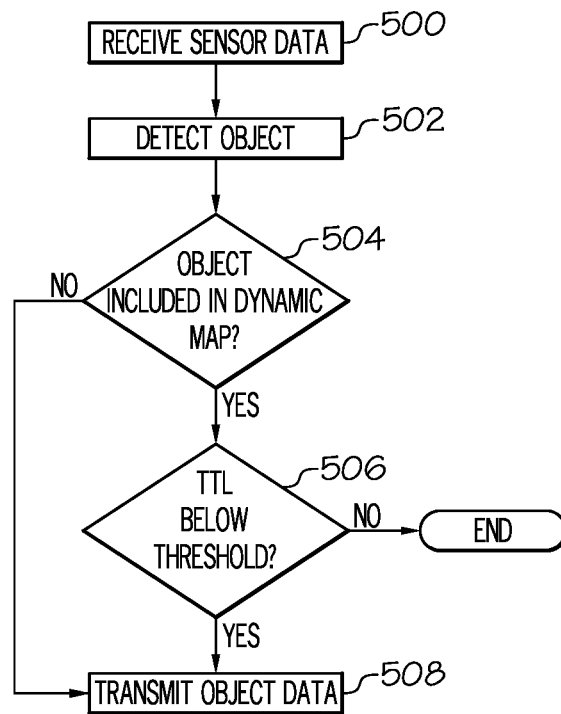 RECEIVE SENSOR DATA
500
DETECT OBJECT
502
504
OBJECT
INCLUDED IN DYNAMIC
MAP?
NO
YES
506
TTL
BELOW
THRESHOLD?
NO
END
YES
TRANSMIT OBJECT DATA
508